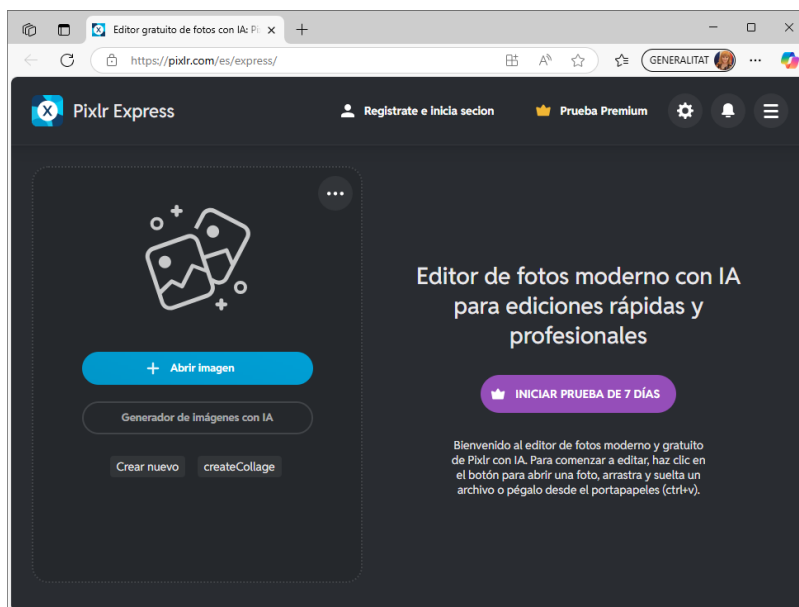 Editor gratuito de fotos con IA: Pi
https://pixlr.com/es/express/
GENERALITAT
Pixlr Express
Registrate e inicia secion
Prueba Premium
Abrir imagen
Generador de imágenes con IA
Crear nuevo
createCollage
Editor de fotos moderno con IA
para ediciones rápidas y
profesionales
INICIAR PRUEBA DE 7 DÍAS
Bienvenido al editor de fotos moderno y gratuito
de Pixlr con IA. Para comenzar a editar, haz clic en
el botón para abrir una foto, arrastra y suelta un
archivo o pégalo desde el portapapeles (ctrl+v).